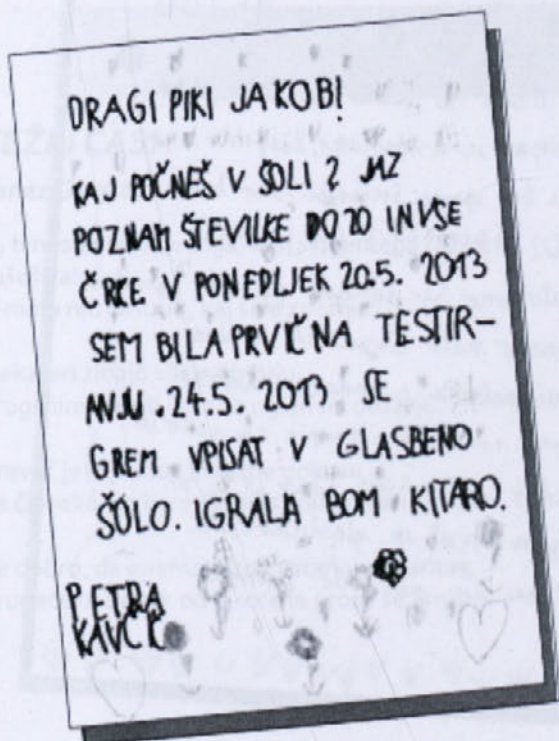 DRAGI PIKI JAKOB!
KAJ POČNEŠ V ŠOLI? JAZ
POZNAM ŠTEVILKE DO 20 IN VSE
ČRKE V PONEDLJEK 20.5. 2013
SEM BILA PRVIČ NA TESTIR-
ANJU. 24.5. 2013 SE
GREM VPISAT V GLASBENO
ŠOLO. IGRALA BOM KITARO.
PETRA
KAVČIČ